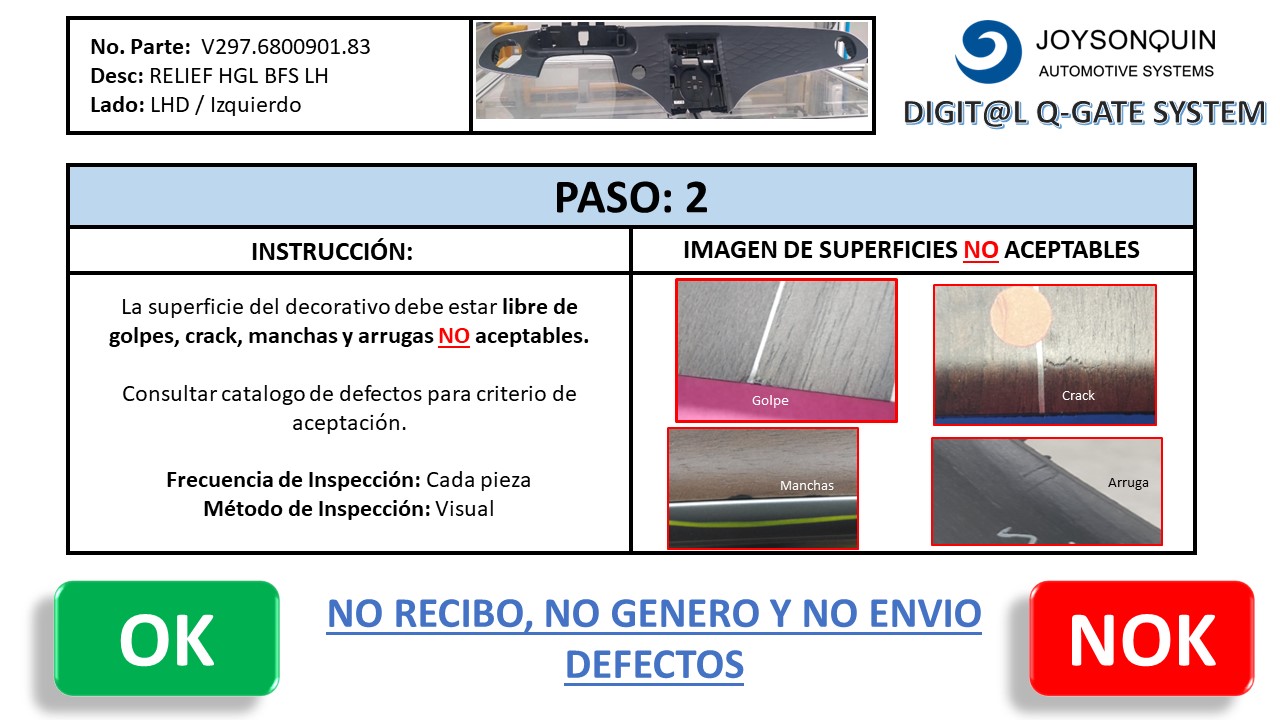 No. Parte: V297.6800901.83
Desc: RELIEF HGL BFS LH
Lado: LHD / Izquierdo
JOYSONQUIN
AUTOMOTIVE SYSTEMS
DIGIT@L Q-GATE SYSTEM
PASO: 2
INSTRUCCIÓN:
La superficie del decorativo debe estar libre de
golpes, crack, manchas y arrugas NO aceptables.
Consultar catalogo de defectos para criterio de
aceptación.
Frecuencia de Inspección: Cada pieza
Método de Inspección: Visual
IMAGEN DE SUPERFICIES NO ACEPTABLES
Golpe
Crack
Manchas
Arruga
OK
NO RECIBO, NO GENERO Y NO ENVIO
DEFECTOS
NOK